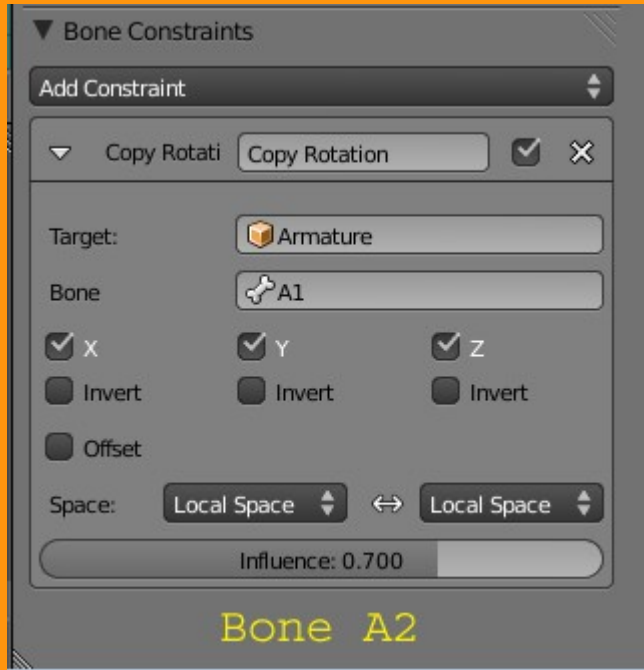 Bone Constraints
Add Constraint
Copy Rotati Copy Rotation
Target: Armature
Bone A1
X Y Z
Invert Invert Invert
Offset
Space: Local Space Local Space
Influence: 0.700
Bone A2